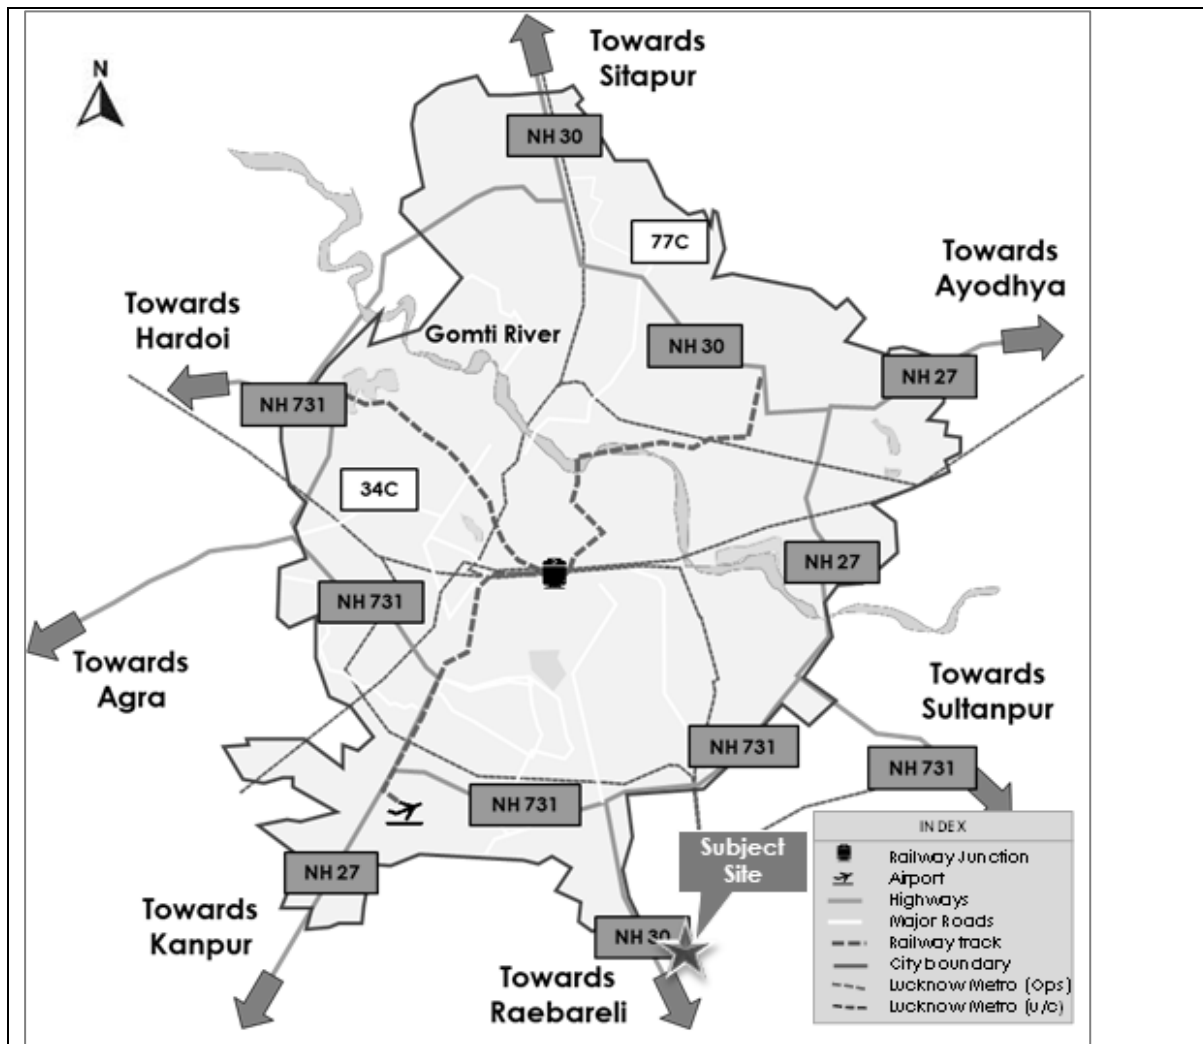 Towards
Sitapur
N
NH 30
77C
Towards
Ayodhya
Towards
Hardoi
Gomti River
NH 30
NH 27
NH 731
34C
NH 27
NH 731
Towards
Agra
Towards
Sultanpur
NH 731
NH 731
NH 731
INDEX
Railway Junction
Airport
Highways
Major Roads
Railway track
City boundary
Lucknow Metro (Ops)
Lucknow Metro (u/c)
Subject
Site
NH 27
Towards
Kanpur
NH 30
Towards
Raebareli